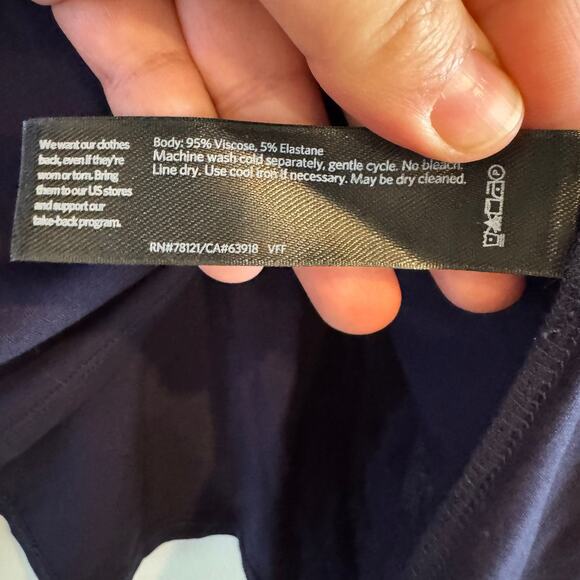 We want our clothes
back, even if they're
worn or torn. Bring
them to our US stores
and support our
take-back program.
Body: 95% Viscose, 5% Elastane
Machine wash cold separately, gentle cycle. No bleach.
Line dry. Use cool iron if necessary. May be dry cleaned.
RN#78121/CA#63918 VFF
P